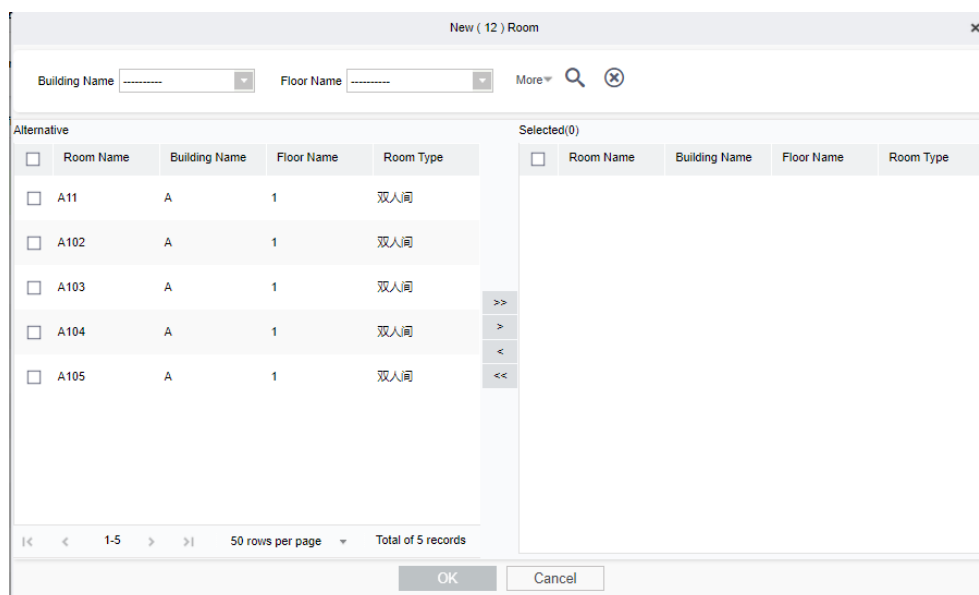 New ( 12 ) Room
Building Name ---------- Floor Name ---------- More
Alternative Selected(0)
Room Name Building Name Floor Name Room Type Room Name Building Name Floor Name Room Type
A11 A 1 双人间
A102 A 1 双人间
A103 A 1 双人间
>>
A104 A 1 双人间 >
<
A105 A 1 双人间 <<
|< < 1-5 > >| 50 rows per page Total of 5 records
OK Cancel